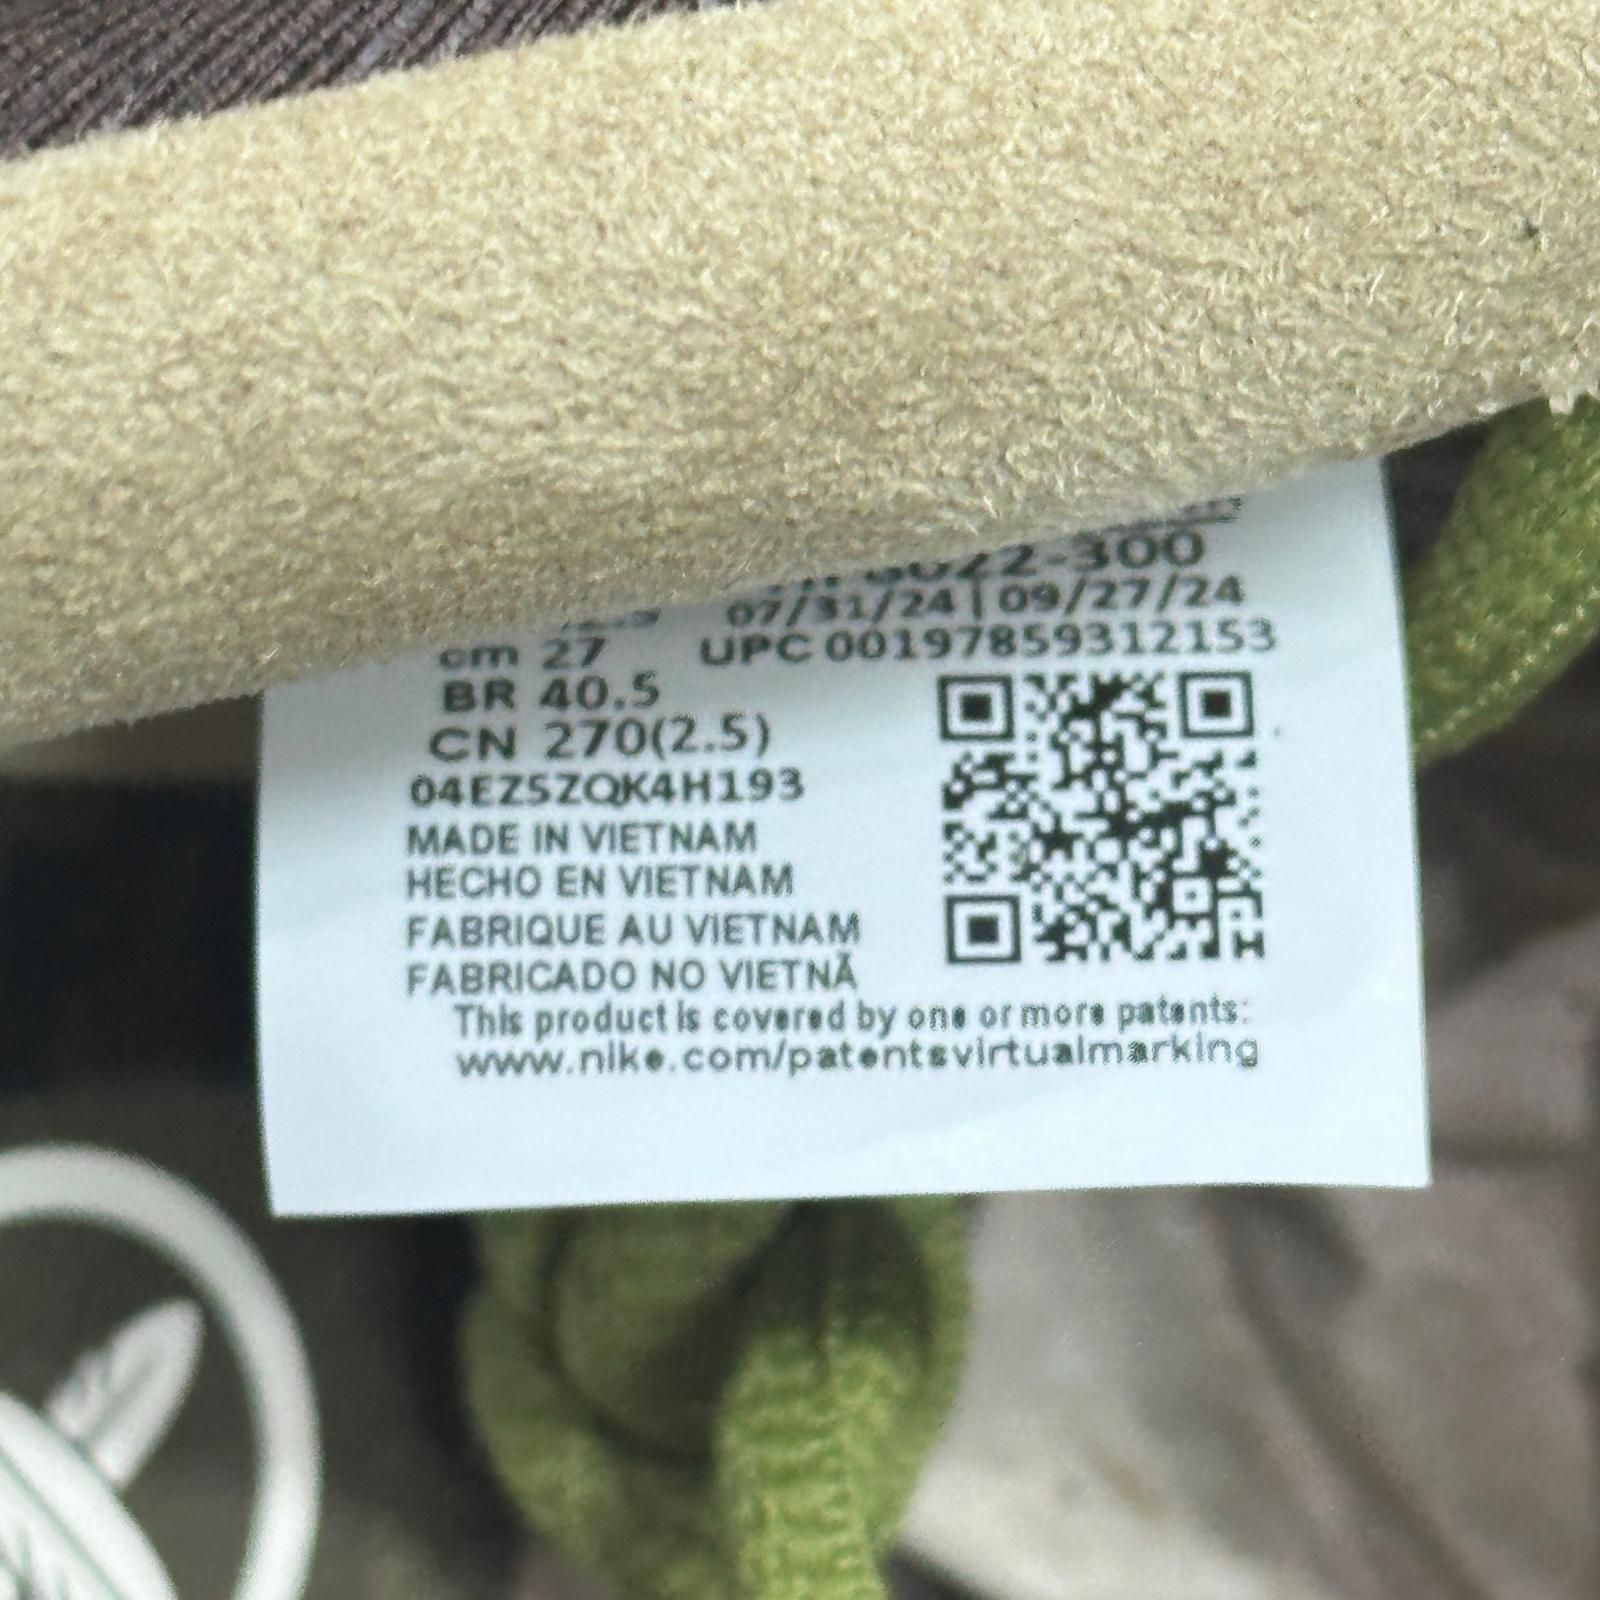 22-300
07/31/24 | 09/27/24
cm 27 UPC 00197859312153
BR 40.5
CN 270(2.5)
04EZ5ZQK4H193
MADE IN VIETNAM
HECHO EN VIETNAM
FABRIQUE AU VIETNAM
FABRICADO NO VIETNÃ
This product is covered by one or more patents:
www.nike.com/patentsvirtualmarking